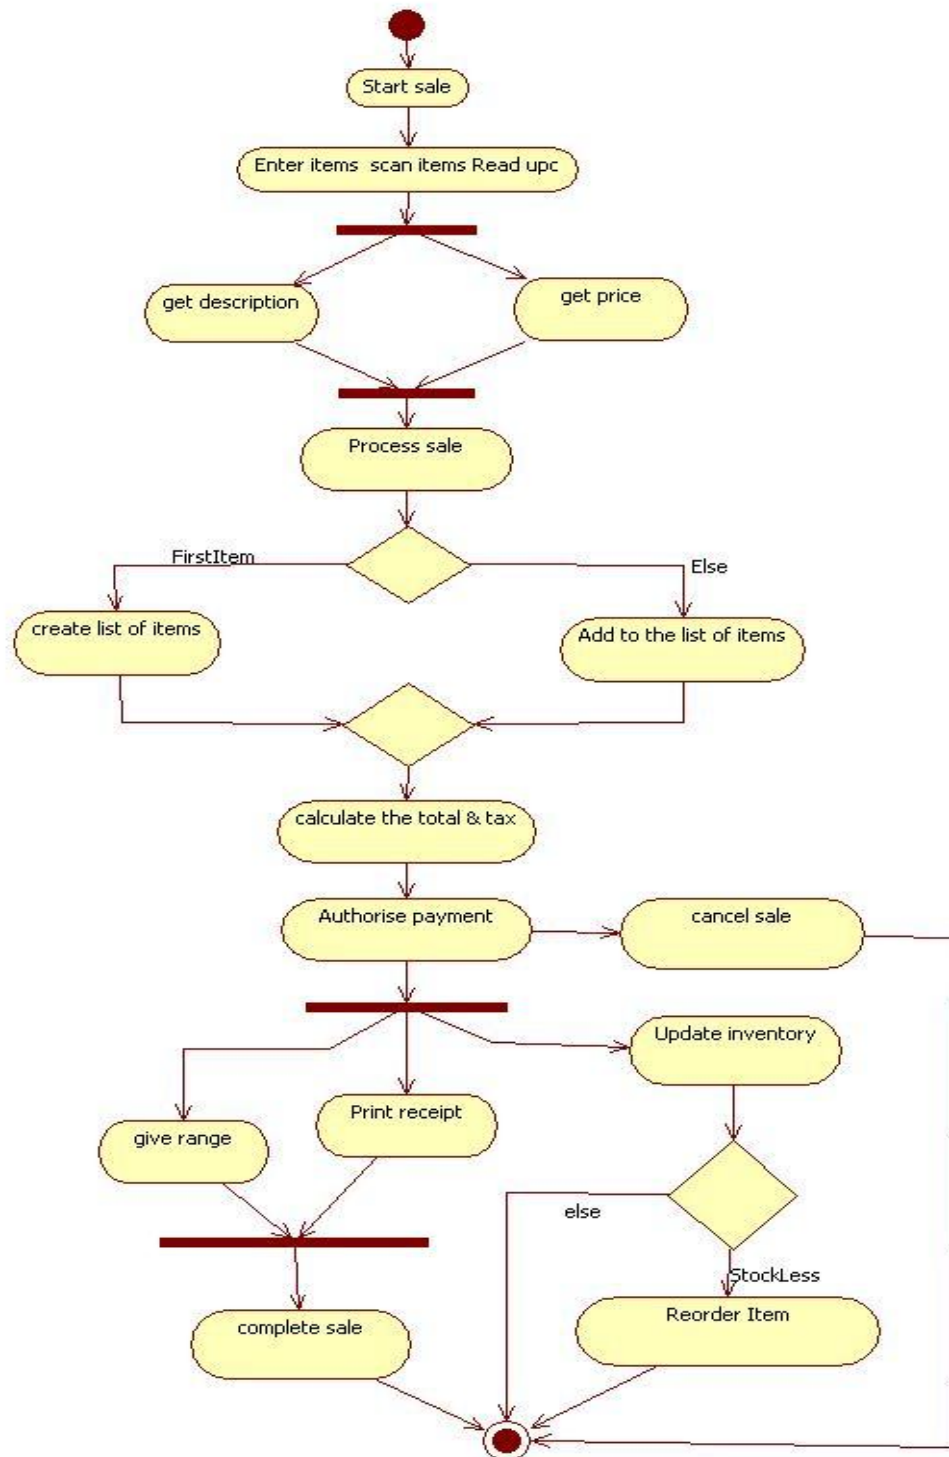 Start sale
Enter items  scan items Read upc
get description
get price
Process sale
FirstItem
Else
create list of items
Add to the list of items
calculate the total & tax
Authorise payment
cancel sale
Update inventory
Print receipt
give range
else
StockLess
Reorder Item
complete sale